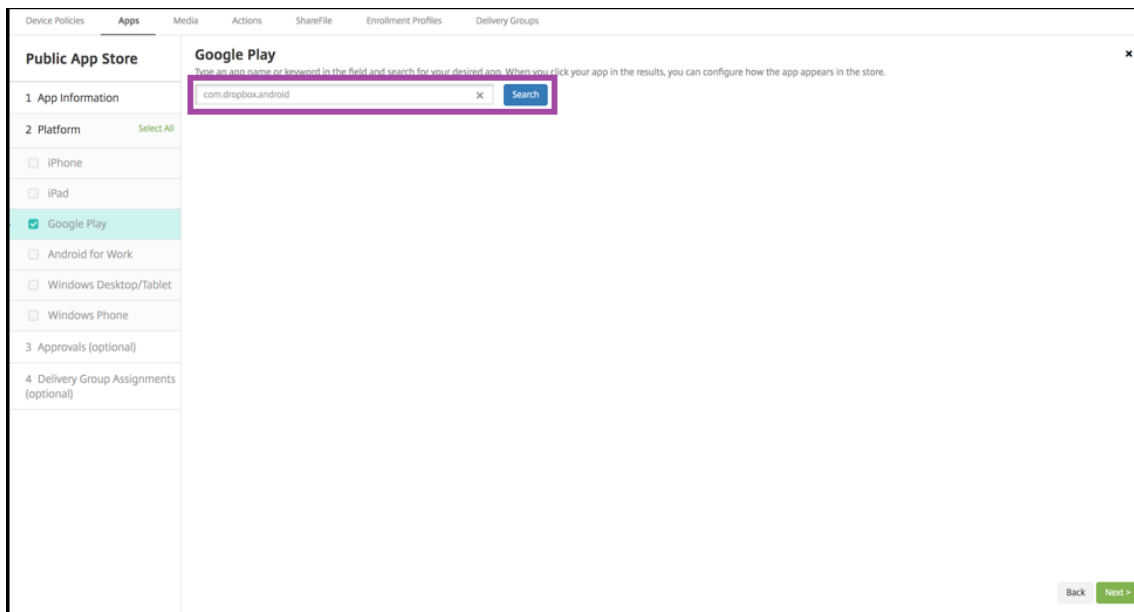 Device Policies Apps Media Actions ShareFile Enrollment Profiles Delivery Groups
Public App Store
1 App Information
2 Platform Select All
iPhone
iPad
Google Play
Android for Work
Windows Desktop/Tablet
Windows Phone
3 Approvals (optional)
4 Delivery Group Assignments
(optional)
Google Play
Type an app name or keyword in the field and search for your desired app. When you click your app in the results, you can configure how the app appears in the store.
com.dropbox.android Search
Back Next >